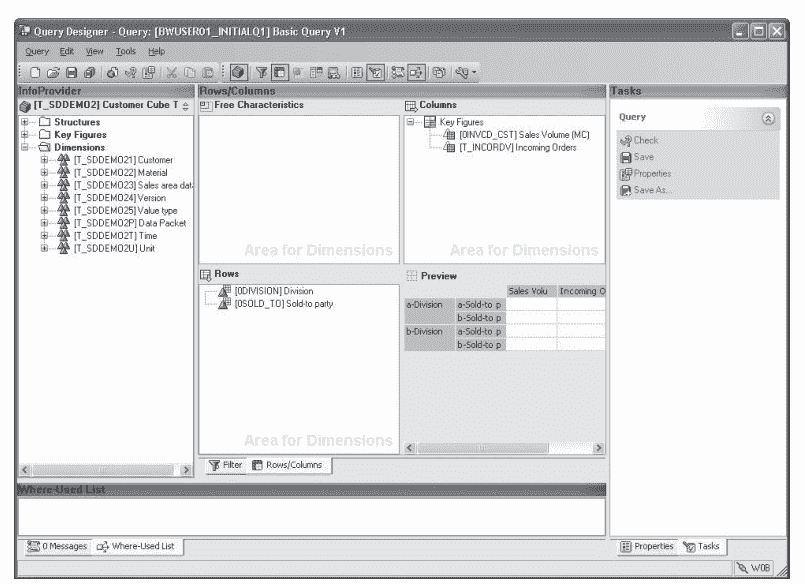 Query Designer - Query: [BWUSER01_INITIALQ1] Basic Query V1
Query Edit View Tools Help
InfoProvider
[T_SDDEMO2] Customer Cube T
Structures
Key Figures
Dimensions
[T_SDDEMO21] Customer
[T_SDDEMO22] Material
[T_SDDEMO23] Sales area dat
[T_SDDEMO24] Version
[T_SDDEMO25] Value type
[T_SDDEMO2P] Data Packet
[T_SDDEMO2T] Time
[T_SDDEMO2U] Unit
Rows/Columns
Free Characteristics
Area for Dimensions
Columns
Key Figures
[0INVCD_CST] Sales Volume (MC)
[T_INCORDV] Incoming Orders
Area for Dimensions
Rows
[0DIVISION] Division
[0SOLD_TO] Sold-to party
Area for Dimensions
Preview
Sales Volu Incoming O
a-Division a-Sold-to p
b-Sold-to p
b-Division a-Sold-to p
b-Sold-to p
Filter Rows/Columns
Tasks
Query
Check
Save
Properties
Save As...
Where-Used List
0 Messages Where-Used List
Properties Tasks
W0B